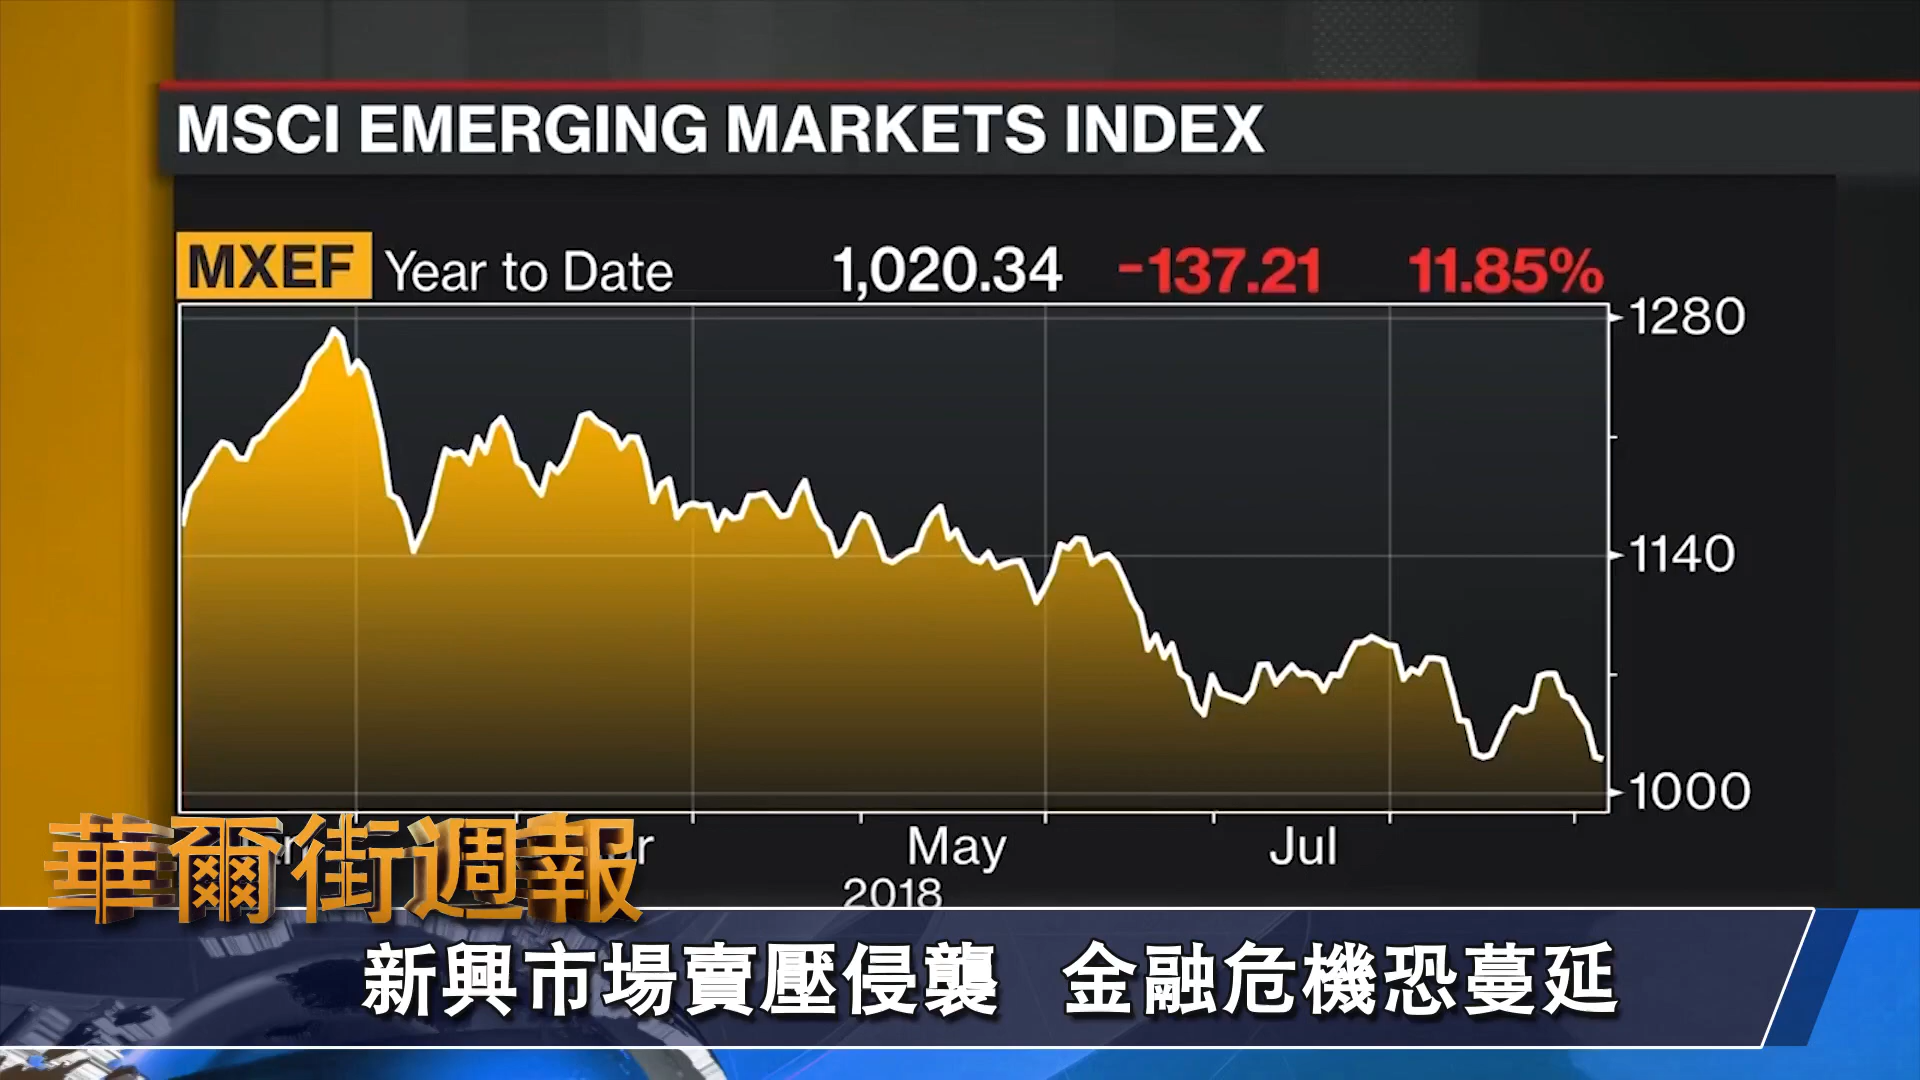 MSCI EMERGING MARKETS INDEX
MXEF Year to Date 1,020.34 -137.21 11.85%
1280
1140
1000
May Jul
2018
華爾街週報
新興市場賣壓侵襲 金融危機恐蔓延